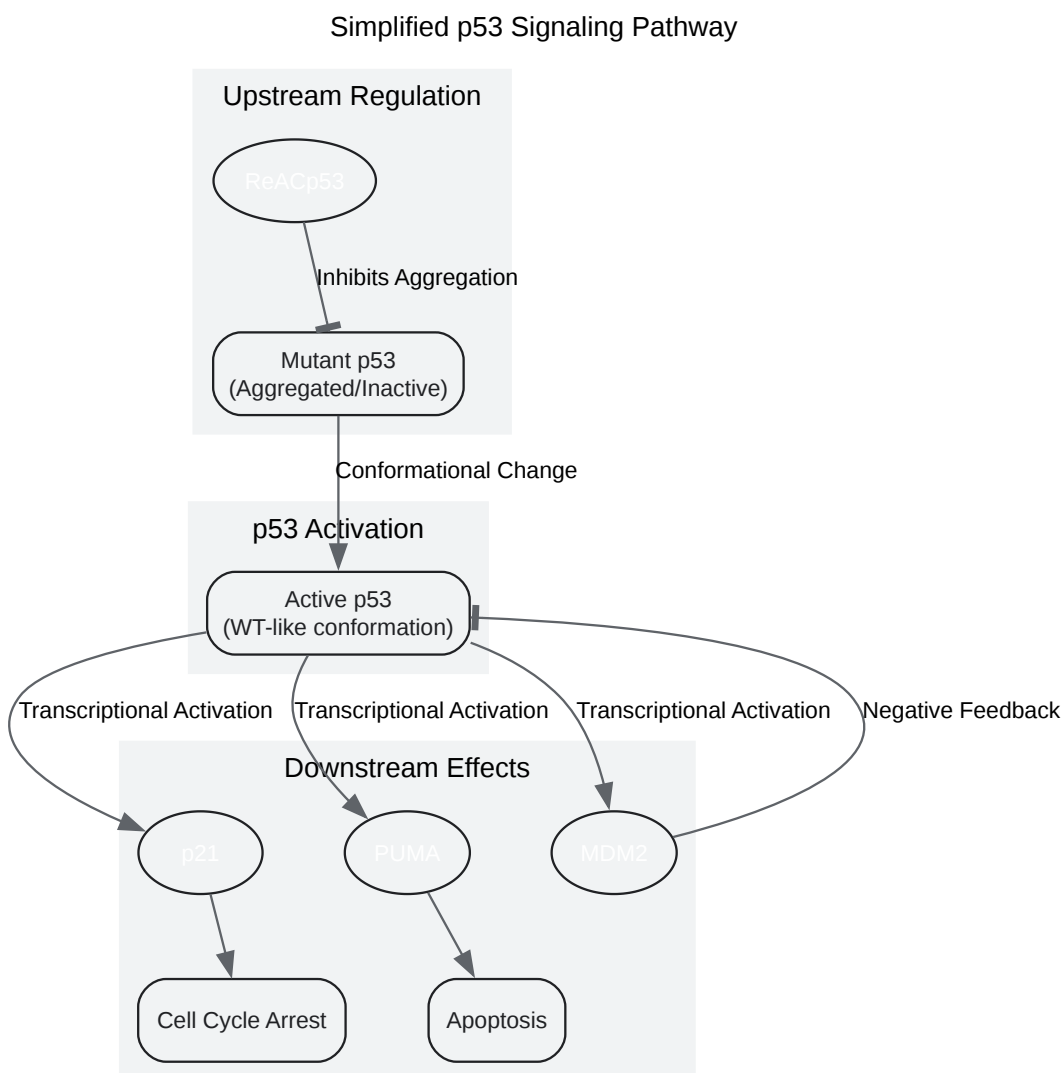 Simplified p53 Signaling Pathway
Upstream Regulation
ReACp53
Inhibits Aggregation
Mutant p53
(Aggregated/Inactive)
Conformational Change
p53 Activation
Active p53
(WT-like conformation)
Transcriptional Activation
Transcriptional Activation
Transcriptional Activation
Negative Feedback
Downstream Effects
p21
PUMA
MDM2
Cell Cycle Arrest
Apoptosis